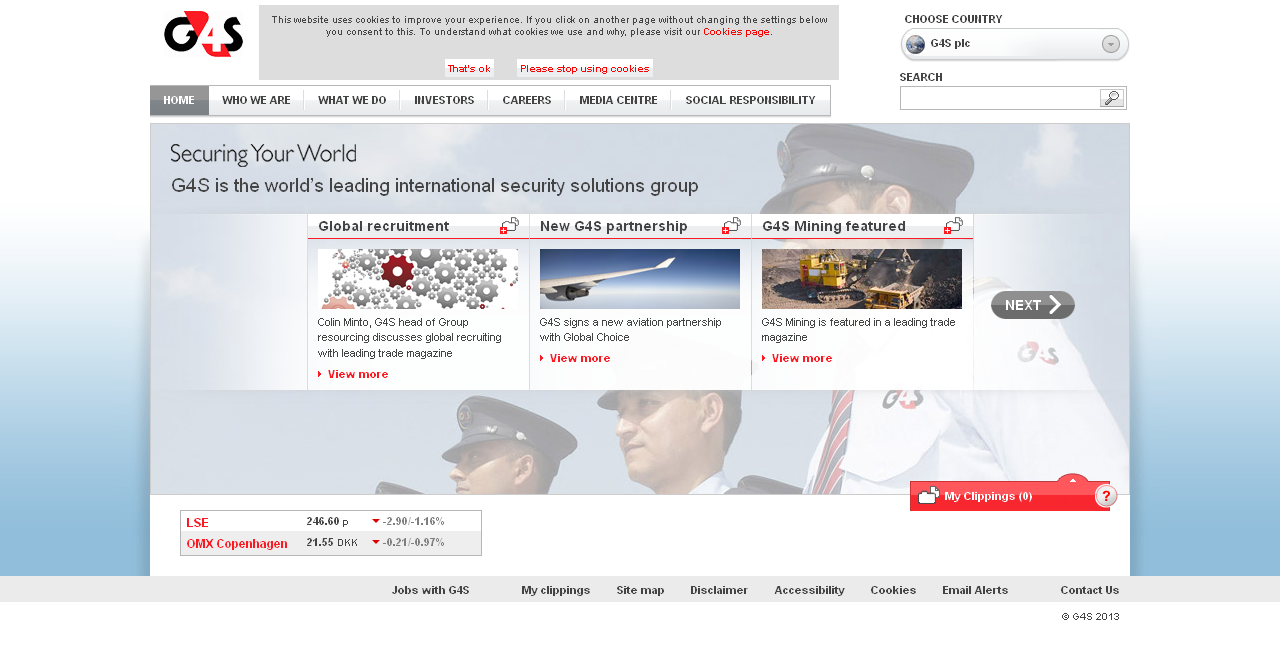 G4S
This website uses cookies to improve your experience. If you click on another page without changing the settings below
you consent to this. To understand what cookies we use and why, please visit our Cookies page.
That's ok
Please stop using cookies
CHOOSE COUNTRY
G4S plc
SEARCH
HOME
WHO WE ARE
WHAT WE DO
INVESTORS
CAREERS
MEDIA CENTRE
SOCIAL RESPONSIBILITY
Securing Your World
G4S is the world's leading international security solutions group
Global recruitment
Colin Minto, G4S head of Group
resourcing discusses global recruiting
with leading trade magazine
View more
New G4S partnership
G4S signs a new aviation partnership
with Global Choice
View more
G4S Mining featured
G4S Mining is featured in a leading trade
magazine
View more
NEXT
G4S
G4S
My Clippings (0)
?
LSE 246.60 p -2.90/-1.16%
OMX Copenhagen 21.55 DKK -0.21/-0.97%
Jobs with G4S
My clippings
Site map
Disclaimer
Accessibility
Cookies
Email Alerts
Contact Us
© G4S 2013